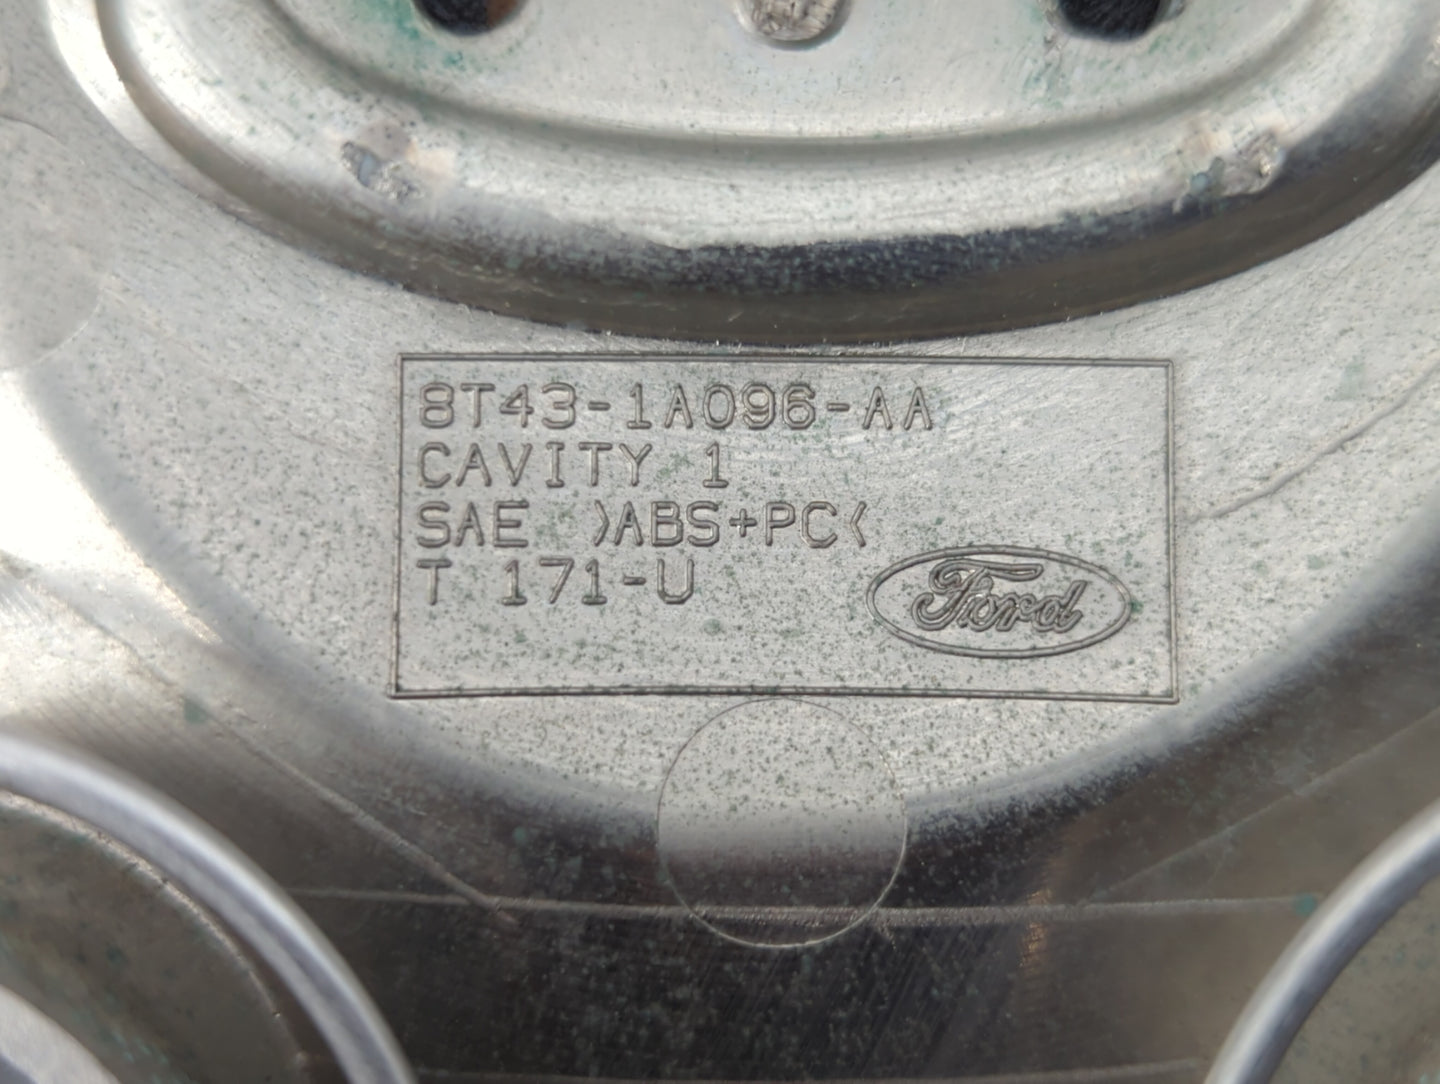 8T43-1A096-AA
CAVITY 1
SAE >ABS+PC<
T 171-U
Ford